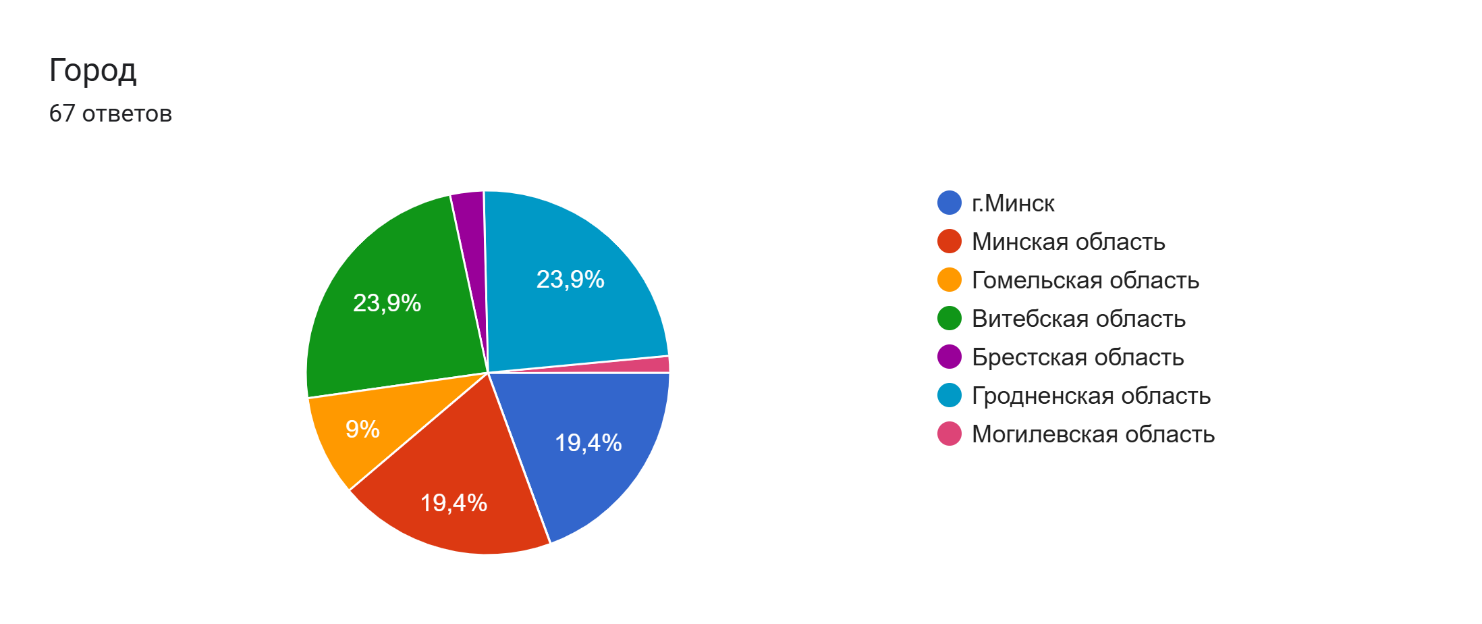 Город
67 ответов
23,9%
23,9%
9%
19,4%
19,4%
г.Минск
Минская область
Гомельская область
Витебская область
Брестская область
Гродненская область
Могилевская область